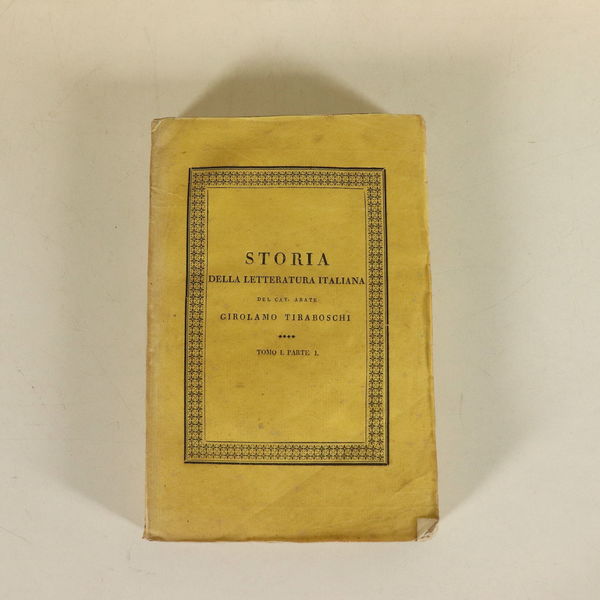 STORIA
DELLA LETTERATURA ITALIANA
DEL CAV. ABATE
GIROLAMO TIRABOSCHI
TOMO I. PARTE I.